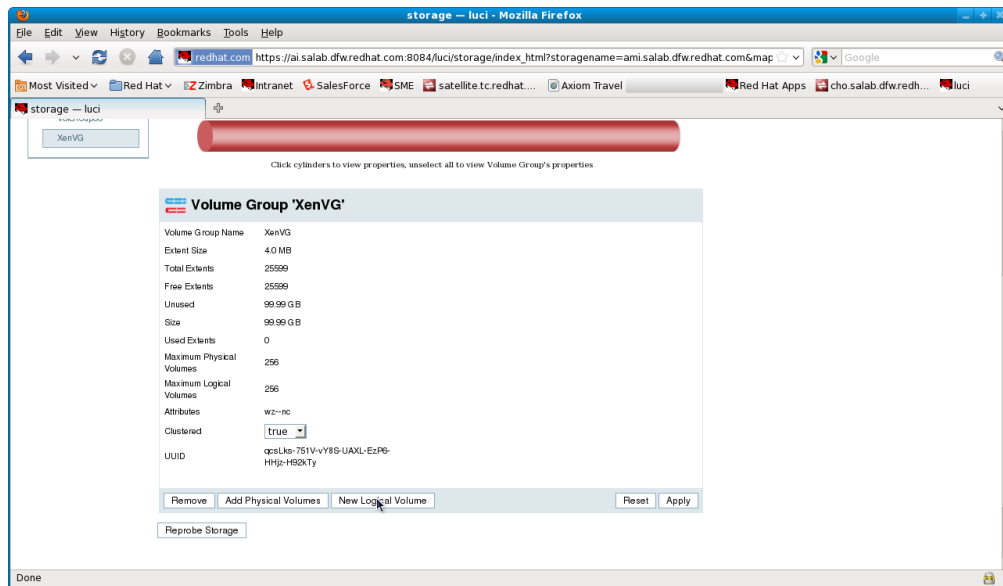 storage — luci - Mozilla Firefox
File Edit View History Bookmarks Tools Help
redhat.com https://ai.salab.dfw.redhat.com:8084/luci/storage/index_html?storagename=ami.salab.dfw.redhat.com&map Google
Most Visited Red Hat Zimbra Intranet SalesForce SME satellite.tc.redhat.... Axiom Travel Red Hat Apps cho.salab.dfw.redh... luci
storage — luci
XenVG
Click cylinders to view properties, unselect all to view Volume Group's properties
Volume Group 'XenVG'
Volume Group Name XenVG
Extent Size 4.0 MB
Total Extents 25599
Free Extents 25599
Unused 99.99 GB
Size 99.99 GB
Used Extents 0
Maximum Physical Volumes 256
Maximum Logical Volumes 256
Attributes wz--nc
Clustered true
UUID qcsLks-751V-vY8S-UAXL-EzP6-
HHjz-H92kTy
Remove Add Physical Volumes New Logical Volume Reset Apply
Reprobe Storage
Done